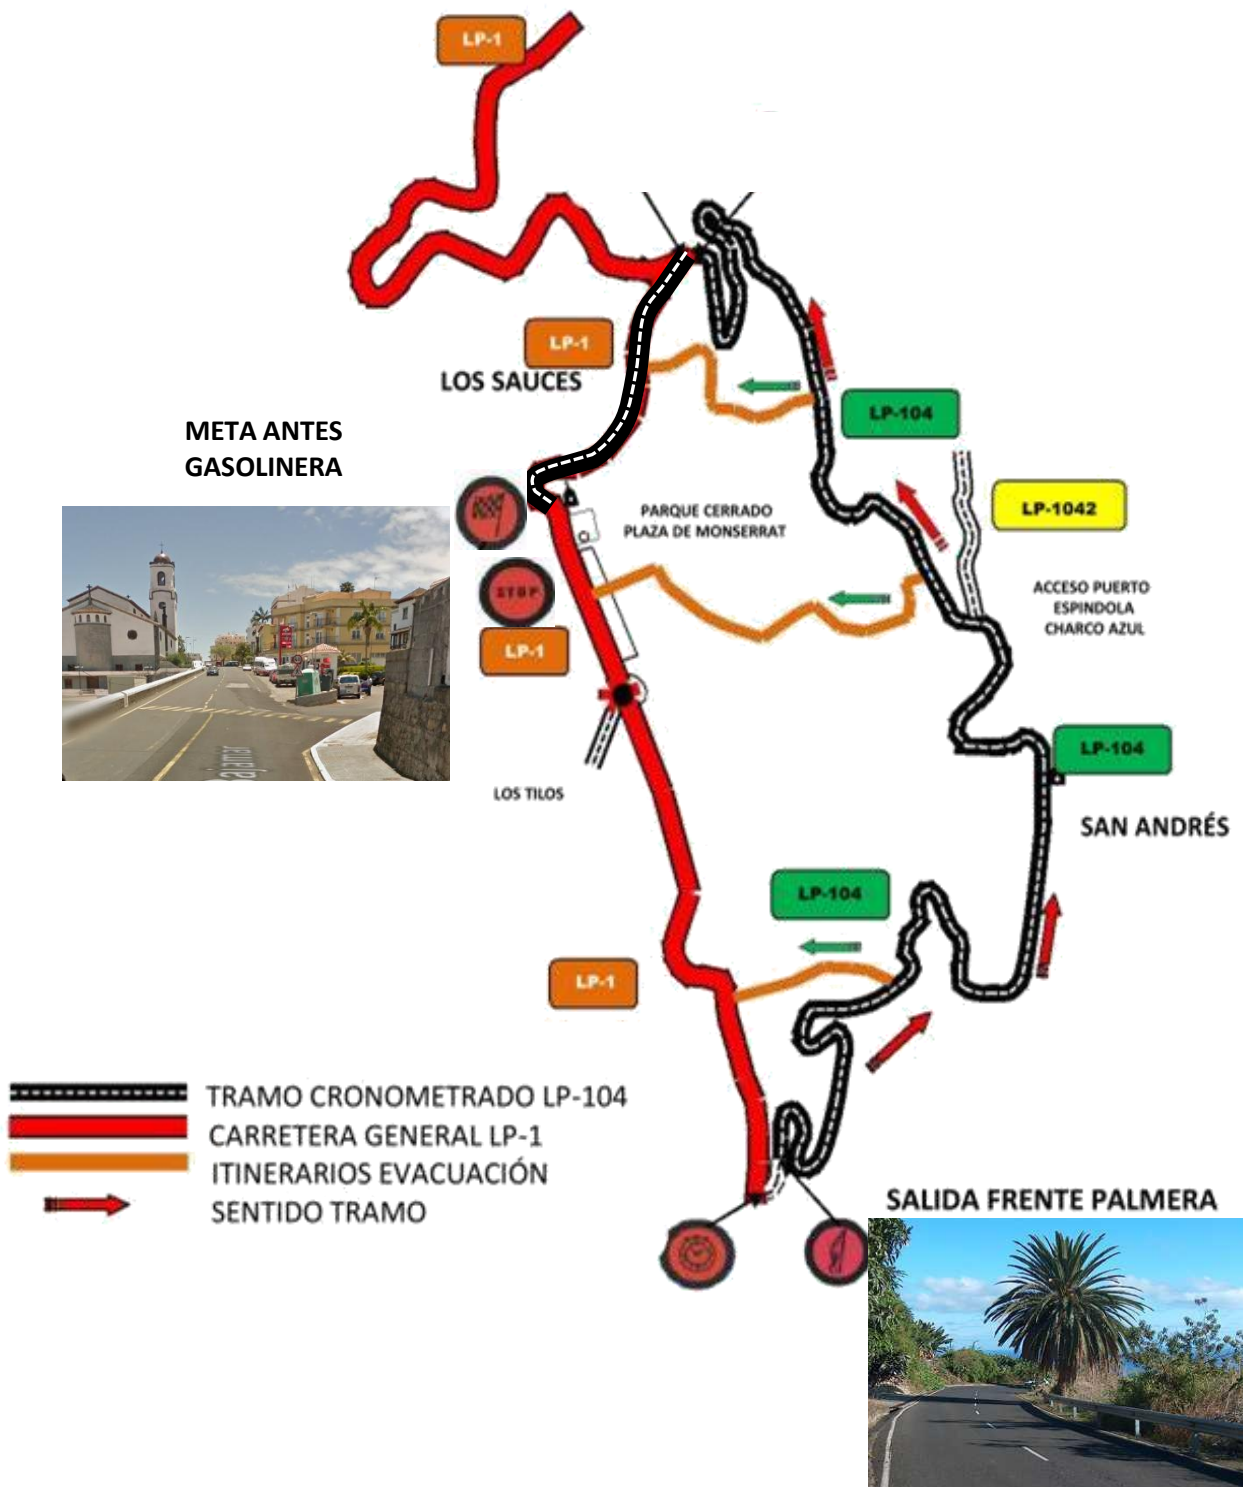 LP-1
LP-1
LOS SAUCES
LP-104
META ANTES
GASOLINERA
PARQUE CERRADO
PLAZA DE MONSERRAT
LP-1042
STOP
ACCESO PUERTO
ESPINDOLA
CHARCO AZUL
LP-1
LP-104
Bajamar
LOS TILOS
SAN ANDRÉS
LP-104
LP-1
TRAMO CRONOMETRADO LP-104
CARRETERA GENERAL LP-1
ITINERARIOS EVACUACIÓN
SENTIDO TRAMO
SALIDA FRENTE PALMERA